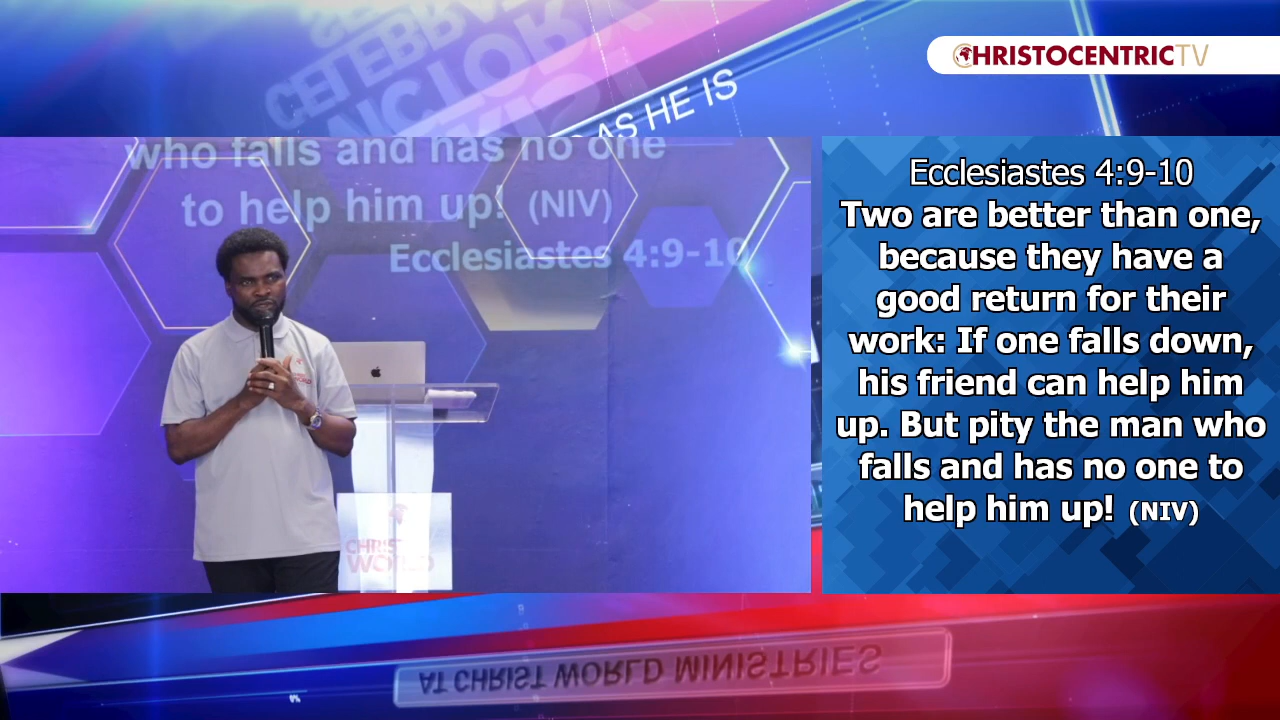 CHRISTOCENTRICTV
AS HE IS
who falls and has no one
to help him up! (NIV)
Ecclesiastes 4:9-10
CHRIST
WORLD
Ecclesiastes 4:9-10
Two are better than one,
because they have a
good return for their
work: If one falls down,
his friend can help him
up. But pity the man who
falls and has no one to
help him up! (NIV)
AT CHRIST WORLD MINISTRIES